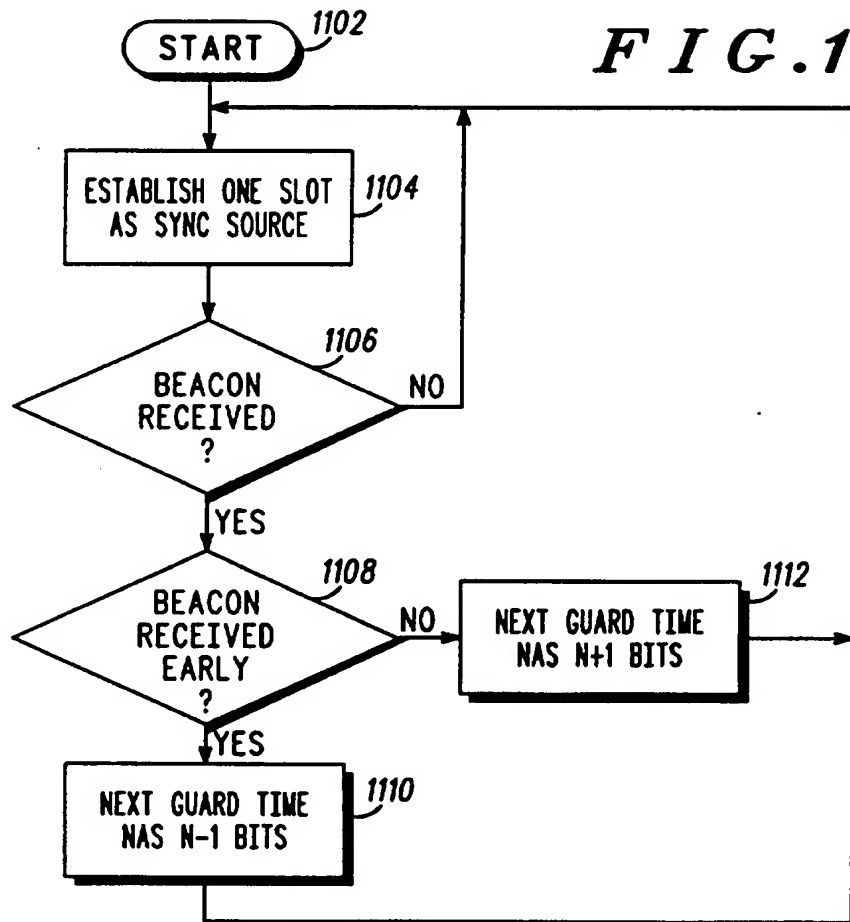 START
1102
FIG.1
ESTABLISH ONE SLOT
AS SYNC SOURCE
1104
BEACON
RECEIVED
?
1106
NO
YES
BEACON
RECEIVED
EARLY
?
1108
NO
NEXT GUARD TIME
NAS N+1 BITS
1112
YES
NEXT GUARD TIME
NAS N-1 BITS
1110